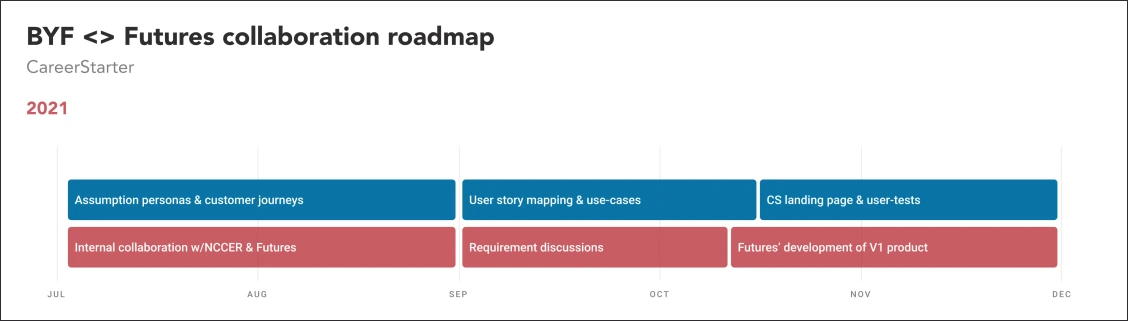 BYF <> Futures collaboration roadmap
CareerStarter
2021
Assumption personas & customer journeys
User story mapping & use-cases
CS landing page & user-tests
Internal collaboration w/NCCER & Futures
Requirement discussions
Futures’ development of V1 product
JUL
AUG
SEP
OCT
NOV
DEC